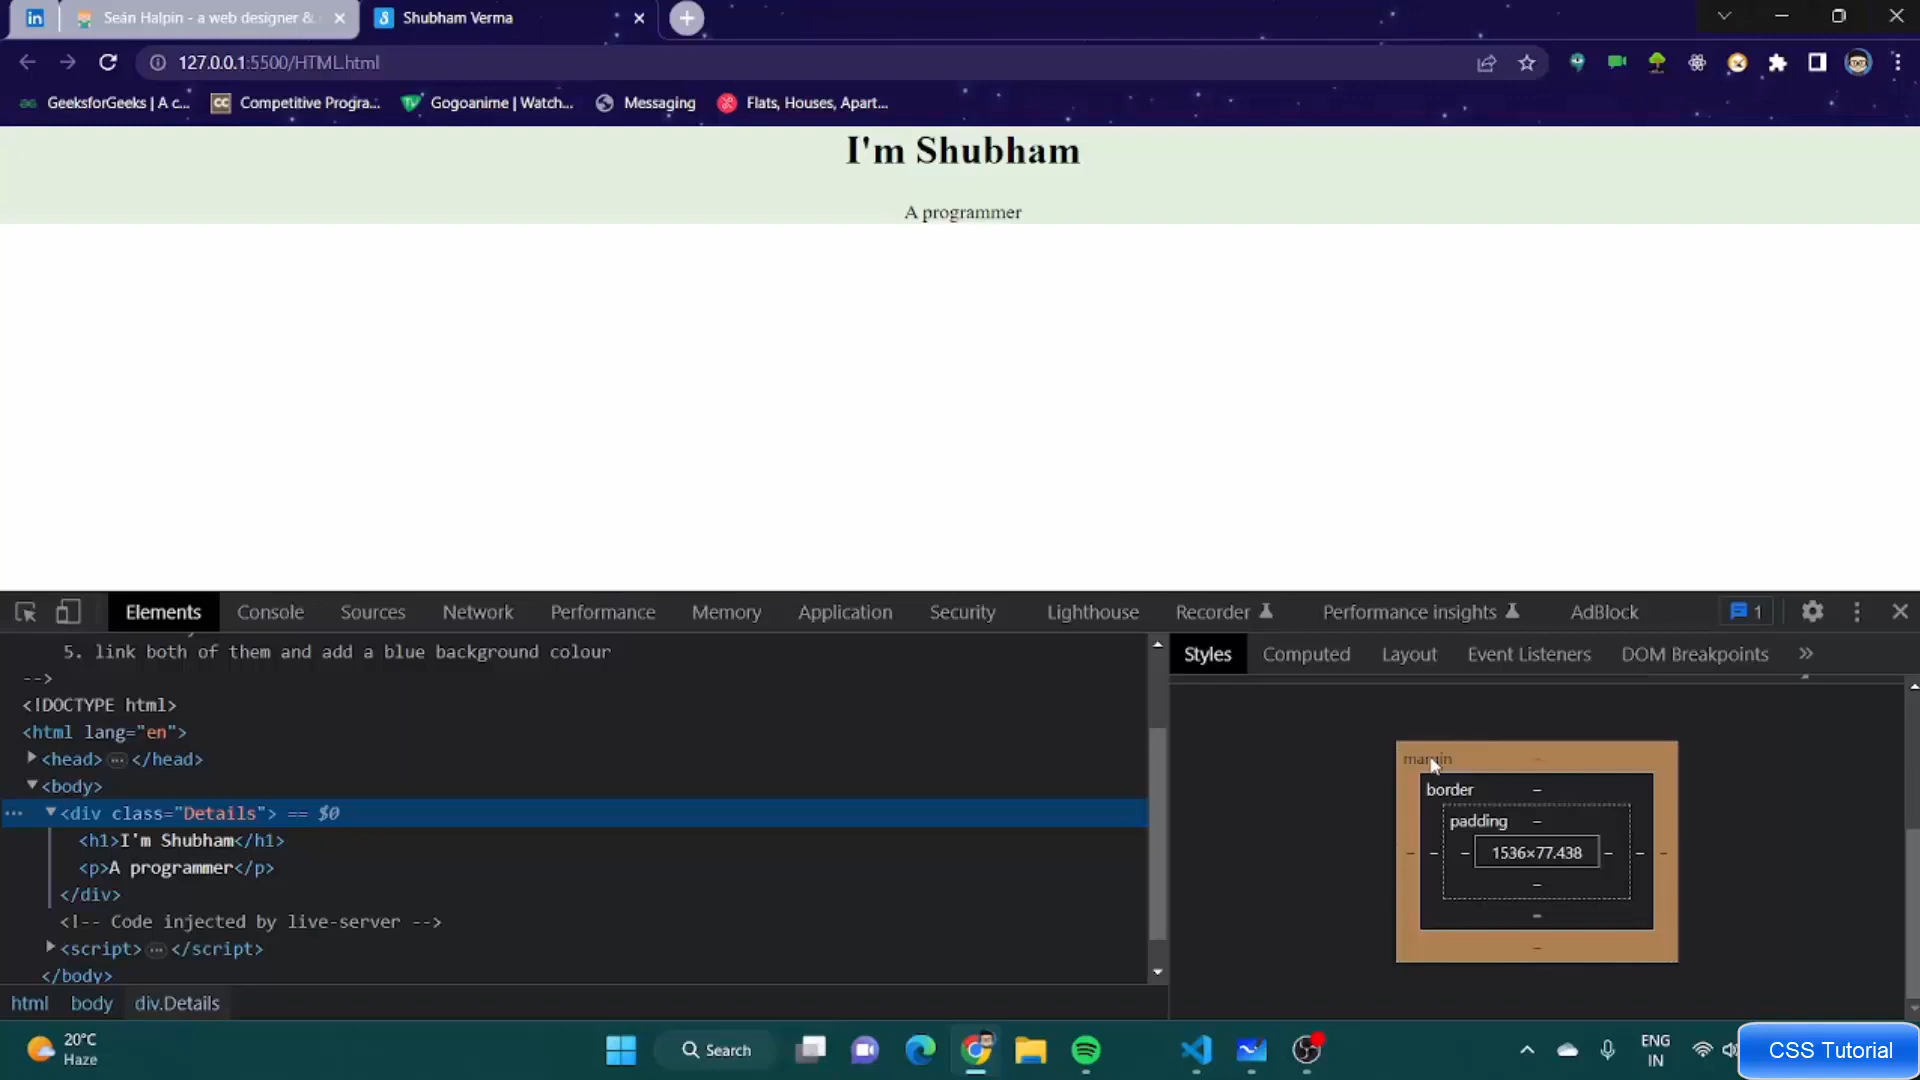 Seán Halpin - a web designer &
Shubham Verma
127.0.0.1:5500/HTML.html
GeeksforGeeks | A c...
Competitive Progra...
Gogoanime | Watch...
Messaging
Flats, Houses, Apart...
I'm Shubham
A programmer
Elements
Console
Sources
Network
Performance
Memory
Application
Security
Lighthouse
Recorder
Performance insights
AdBlock
1
5. link both of them and add a blue background colour
-->
<!DOCTYPE html>
<html lang="en">
<head> ... </head>
<body>
<div class="Details"> == $0
<h1>I'm Shubham</h1>
<p>A programmer</p>
</div>
<!-- Code injected by live-server -->
<script> ... </script>
</body>
html body div.Details
Styles
Computed
Layout
Event Listeners
DOM Breakpoints
margin
border
padding
1536×77.438
20°C
Haze
Search
ENG
IN
CSS Tutorial